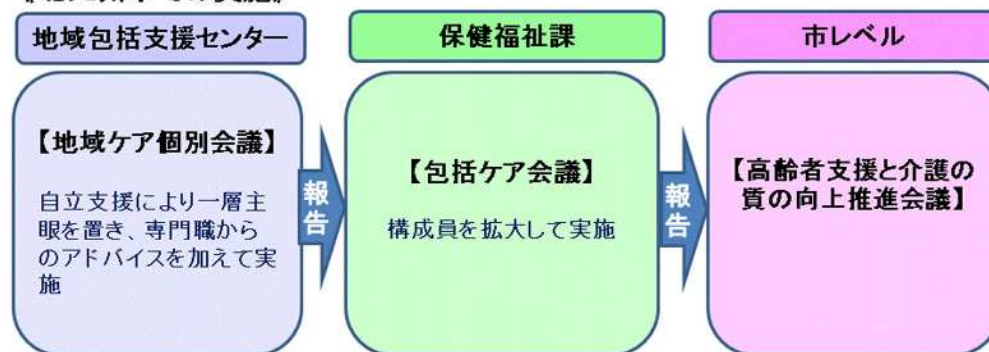 地域包括支援センター
保健福祉課
市レベル
【地域ケア個別会議】
自立支援により一層主
眼を置き、専門職から
のアドバイスを加えて実
施
報告
【包括ケア会議】
構成員を拡大して実施
報告
【高齢者支援と介護の
質の向上推進会議】